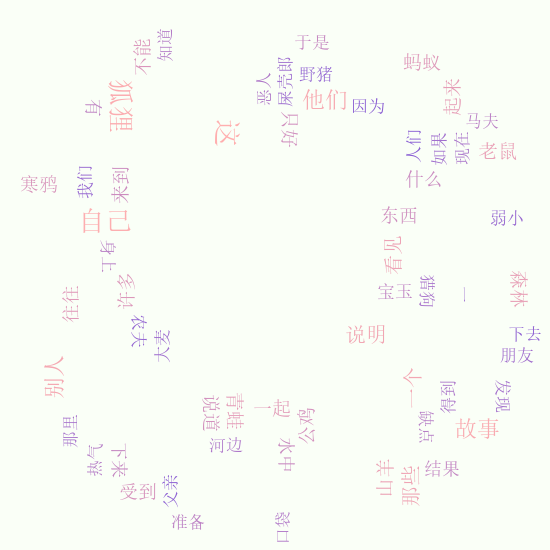 于是
知道
不能
屎壳郎
恶人
野猪
蚂蚁
狐狸
他们
起来
有
因为
只好
这
马夫
人们
如果
现在
老鼠
我们
来到
寒鸦
什么
自己
东西
弱小
身上
看见
许多
宝玉
猎狗
一
森林
往往
农夫
大麦
说明
下去
朋友
别人
一个
得到
发现
说道
青蛙
一起
缺点
故事
那里
河边
水中
气愤
下来
山羊
那些
结果
受到
父亲
准备
口袋